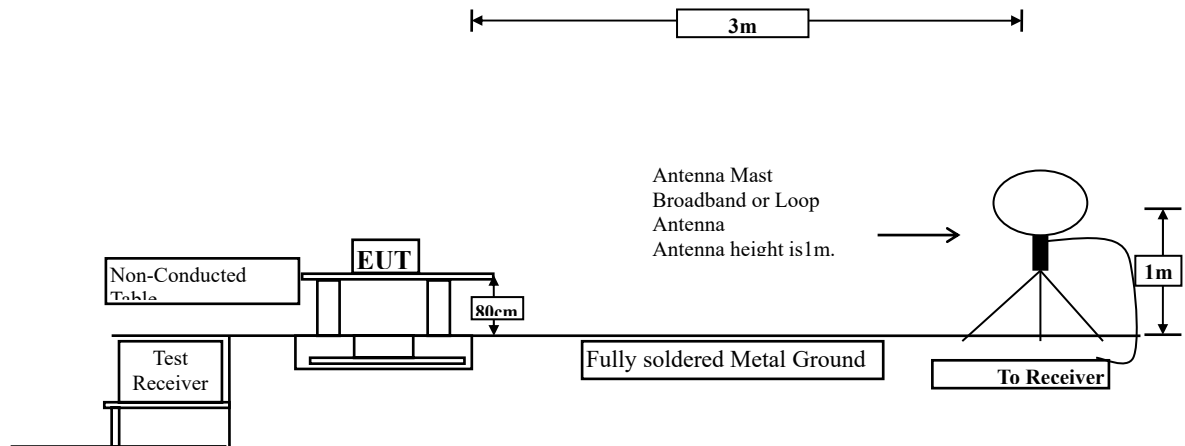 3m
Antenna Mast
Broadband or Loop
Antenna
Antenna height is1m.
EUT
Non-Conducted
Table
80cm
1m
Test
Receiver
Fully soldered Metal Ground
To Receiver